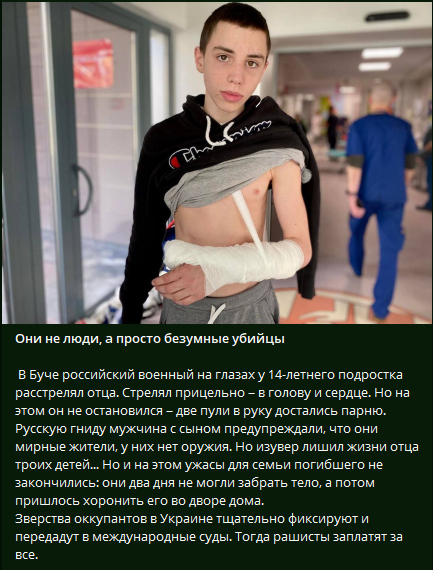 Champion
Они не люди, а просто безумные убийцы
В Буче российский военный на глазах у 14-летнего подростка
расстрелял отца. Стрелял прицельно – в голову и сердце. Но на
этом он не остановился – две пули в руку достались парню.
Русскую гниду мужчина с сыном предупреждали, что они
мирные жители, у них нет оружия. Но изувер лишил жизни отца
троих детей... Но и на этом ужасы для семьи погибшего не
закончились: они два дня не могли забрать тело, а потом
пришлось хоронить его во дворе дома.
Зверства оккупантов в Украине тщательно фиксируют и
передадут в международные суды. Тогда рашисты заплатят за
все.